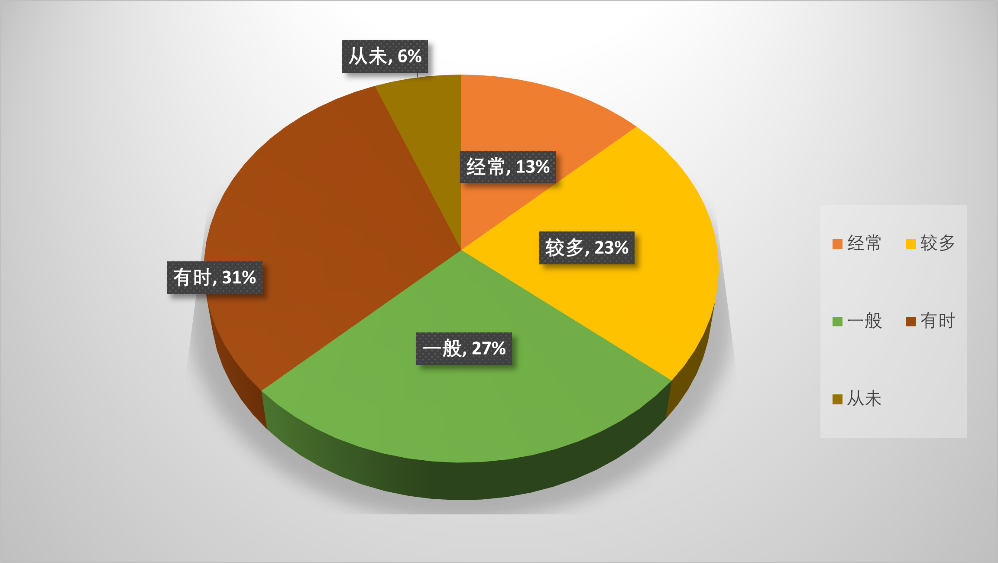 从未, 6%
经常, 13%
较多, 23%
有时, 31%
一般, 27%
经常 较多
一般 有时
从未